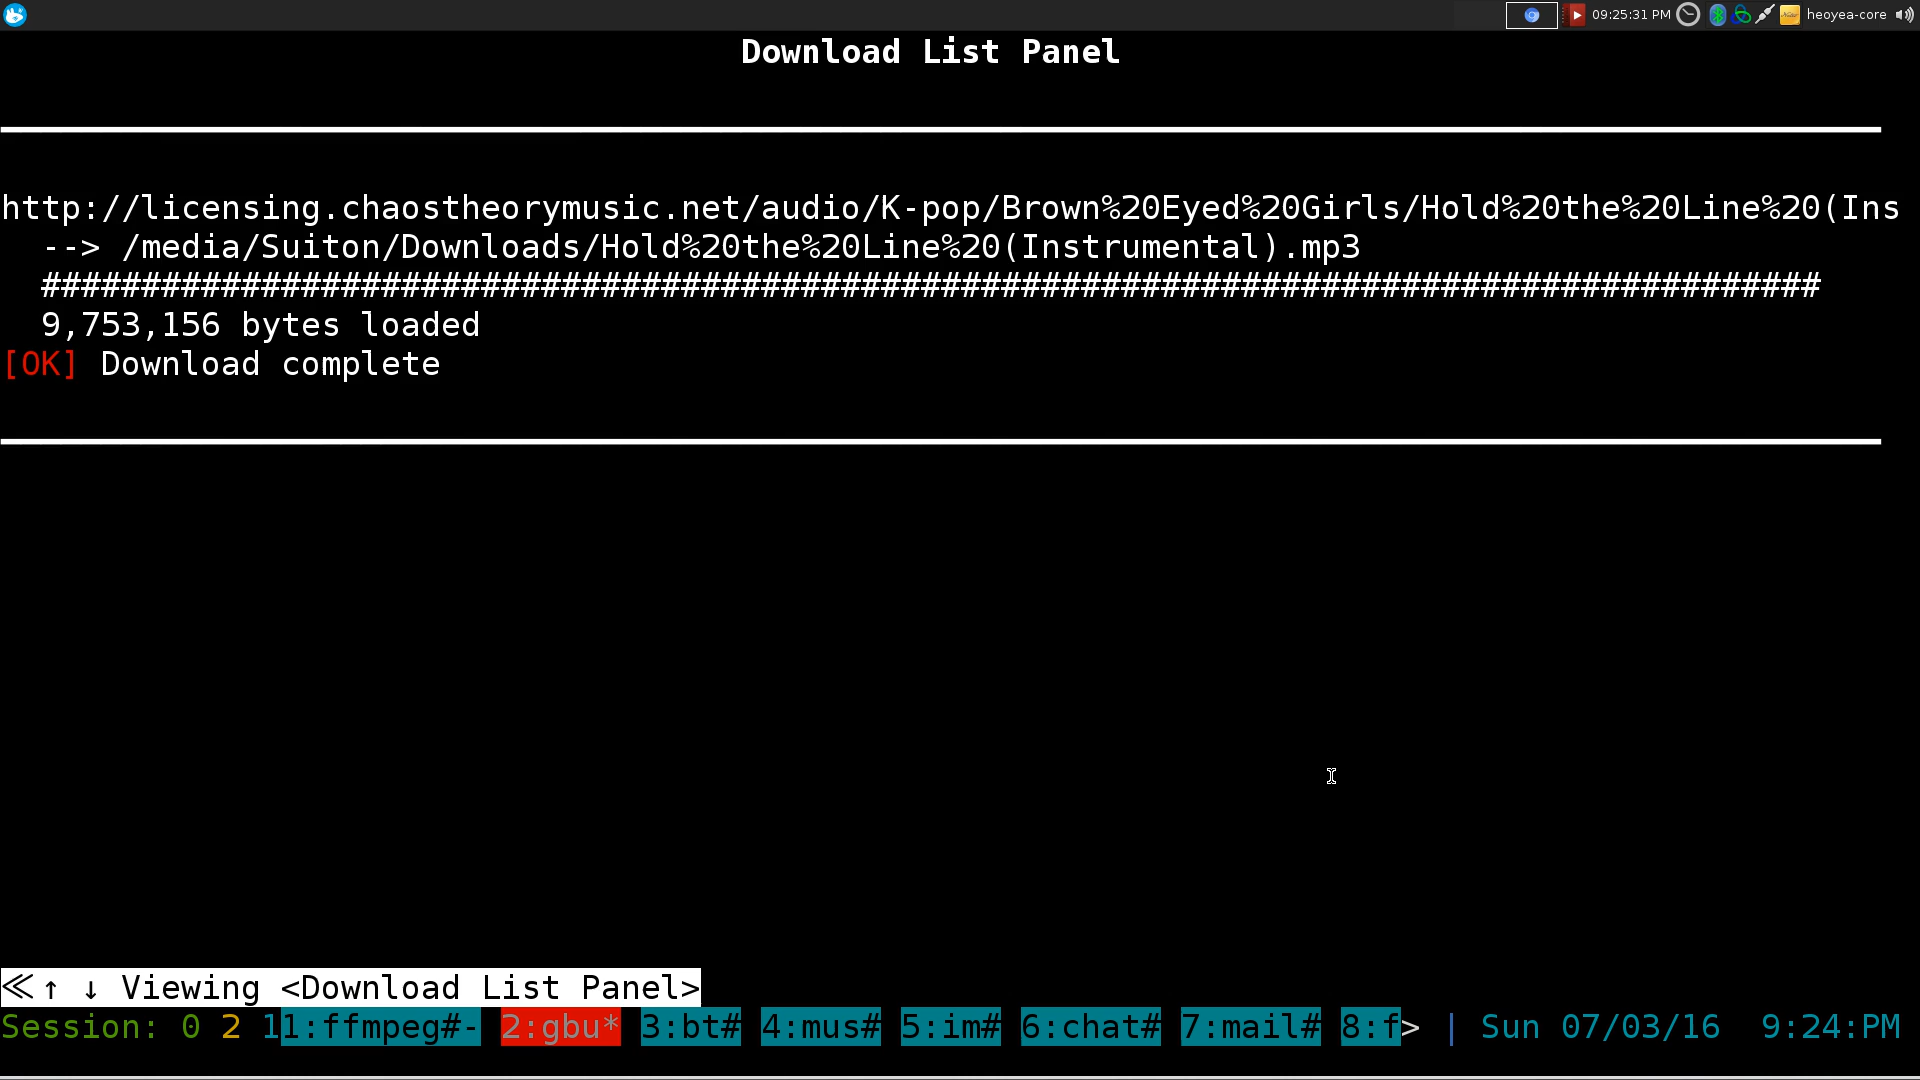 09:25:31 PM heoyea-core
Download List Panel
http://licensing.chaostheorymusic.net/audio/K-pop/Brown%20Eyed%20Girls/Hold%20the%20Line%20(Ins
--> /media/Suiton/Downloads/Hold%20the%20Line%20(Instrumental).mp3
#########################################################################################
9,753,156 bytes loaded
[OK] Download complete
≪↑ ↓ Viewing <Download List Panel>
Session: 0 2 11:ffmpeg#- 2:gbu* 3:bt# 4:mus# 5:im# 6:chat# 7:mail# 8:f> | Sun 07/03/16 9:24:PM